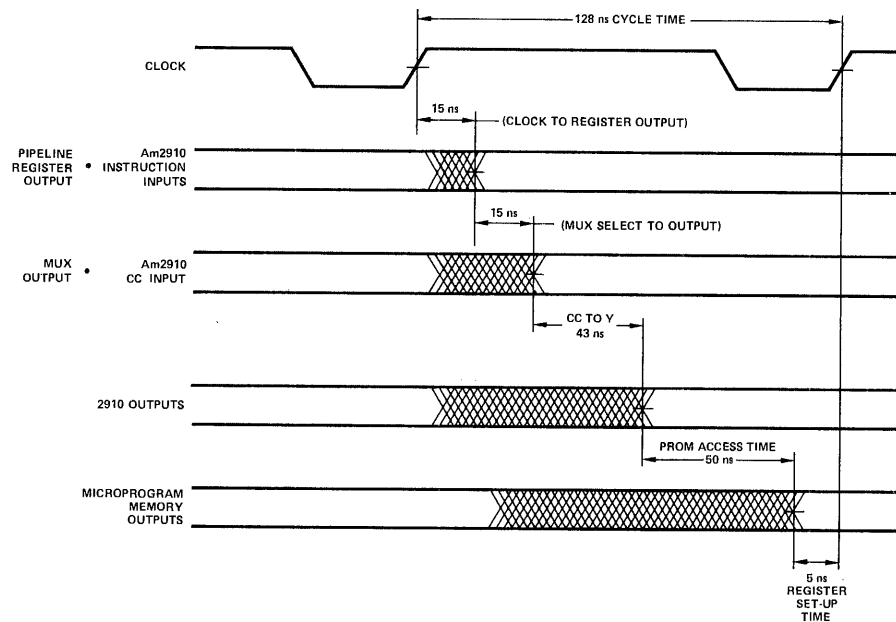 128 ns CYCLE TIME
CLOCK
15 ns
(CLOCK TO REGISTER OUTPUT)
PIPELINE
REGISTER •
OUTPUT
Am2910
INSTRUCTION
INPUTS
15 ns
(MUX SELECT TO OUTPUT)
MUX •
OUTPUT
Am2910
CC INPUT
CC TO Y
43 ns
2910 OUTPUTS
PROM ACCESS TIME
50 ns
MICROPROGRAM
MEMORY
OUTPUTS
5 ns
REGISTER
SET-UP
TIME